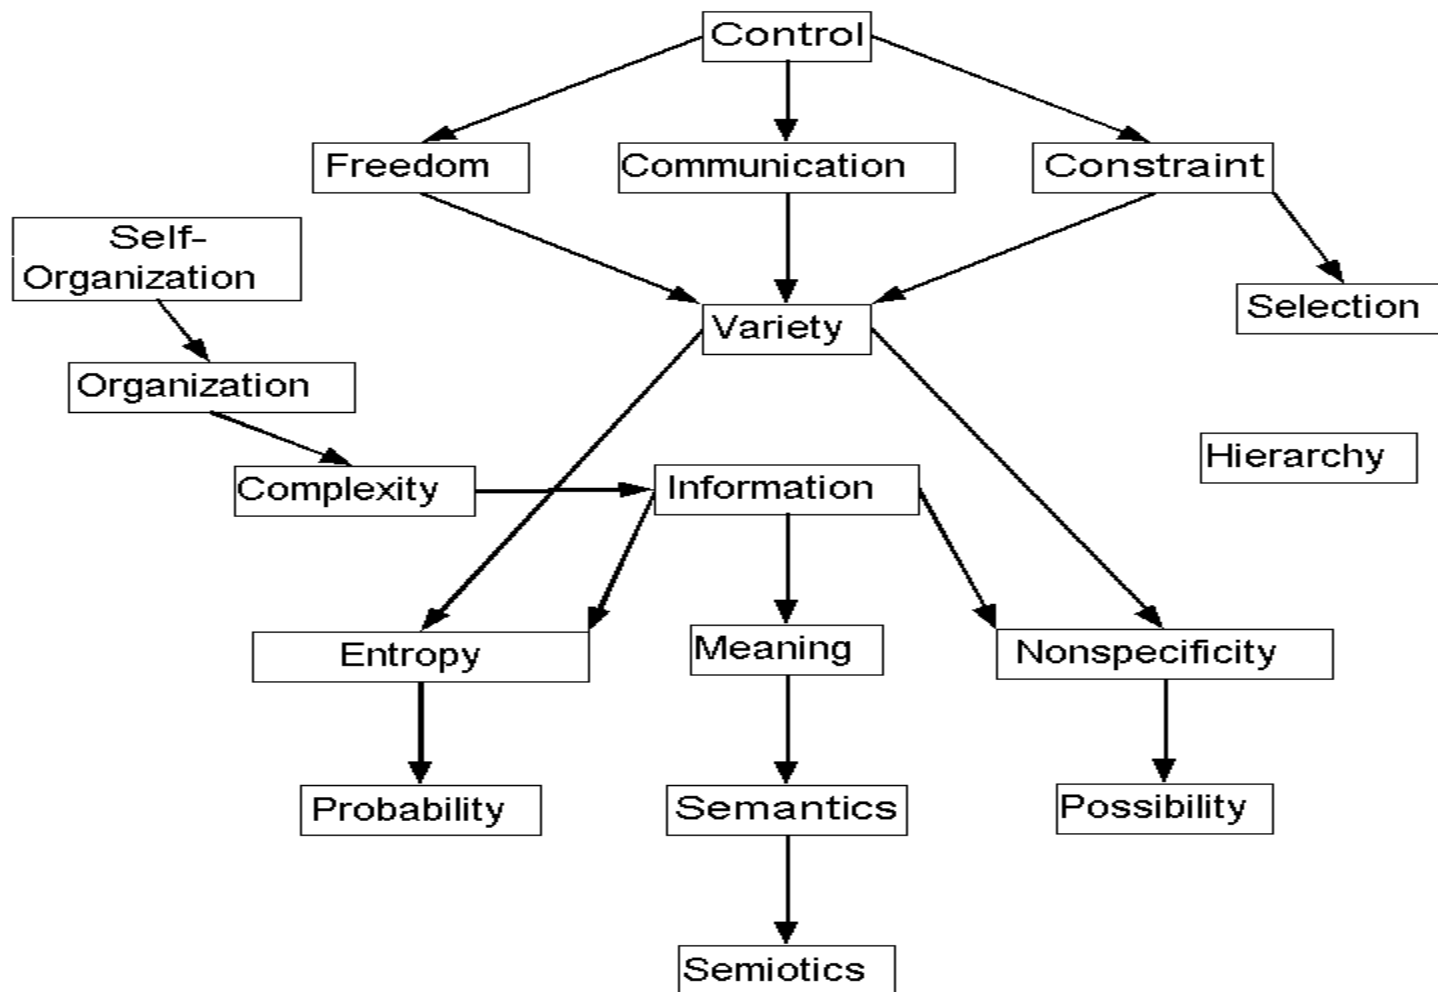 Control
Freedom
Communication
Constraint
Self-
Organization
Selection
Variety
Organization
Hierarchy
Complexity
Information
Entropy
Meaning
Nonspecificity
Probability
Semantics
Possibility
Semiotics